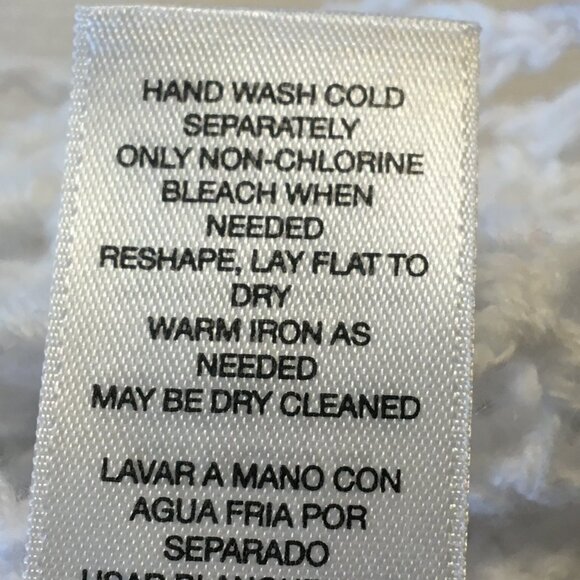 HAND WASH COLD
SEPARATELY
ONLY NON-CHLORINE
BLEACH WHEN
NEEDED
RESHAPE, LAY FLAT TO
DRY
WARM IRON AS
NEEDED
MAY BE DRY CLEANED
LAVAR A MANO CON
AGUA FRIA POR
SEPARADO
USAR